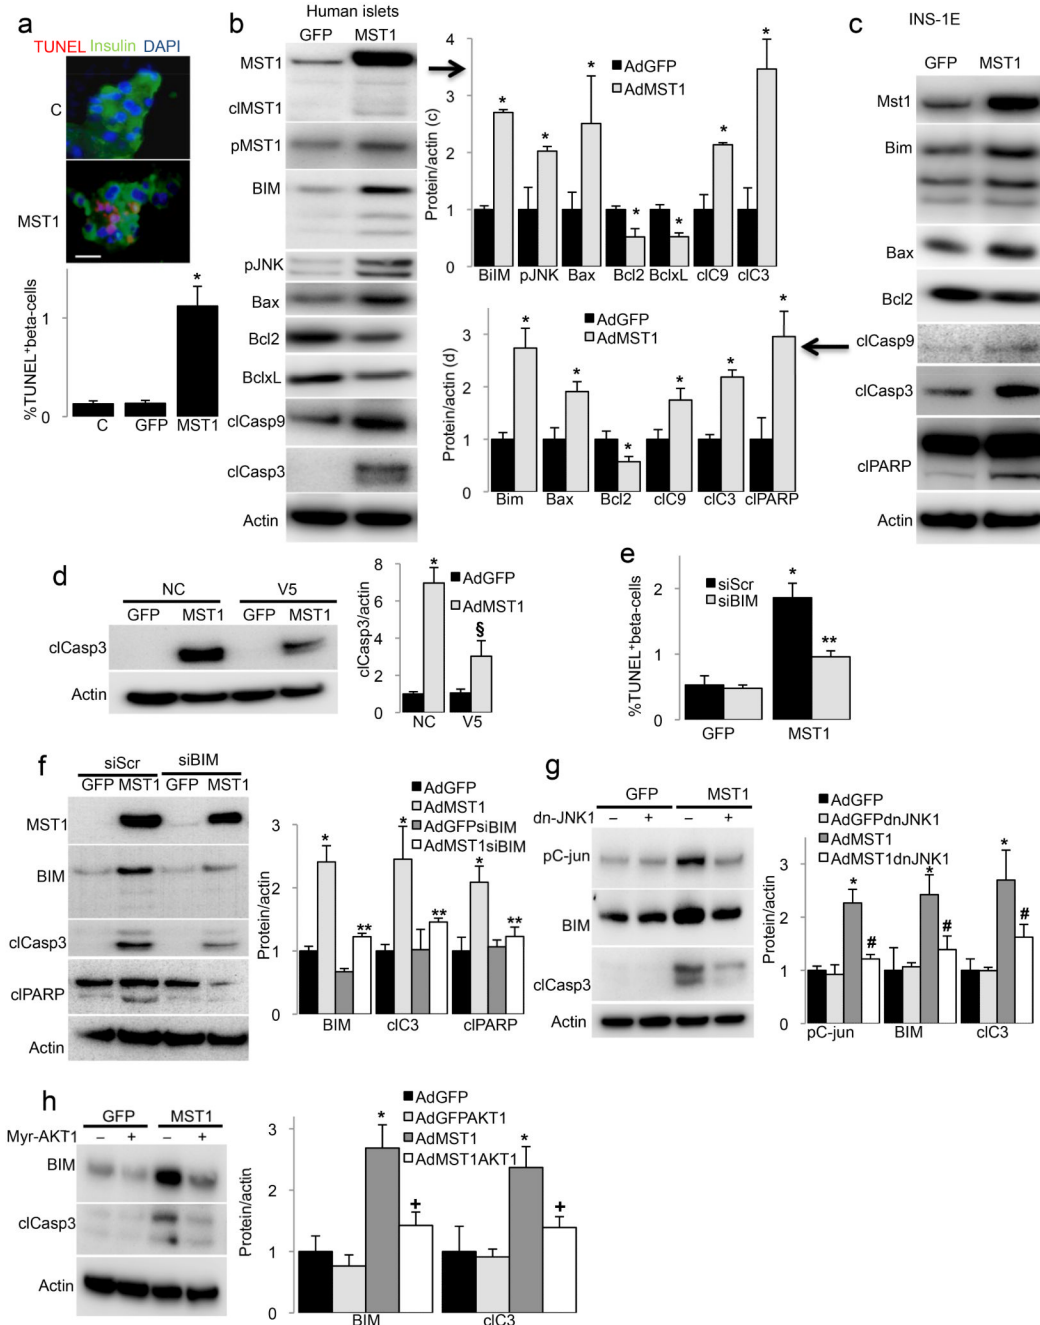 a
TUNEL Insulin DAPI
C
MST1
%TUNEL+beta-cells
1
0
*
C GFP MST1
b
Human islets
GFP MST1
MST1
clMST1
pMST1
BIM
pJNK
Bax
Bcl2
BclxL
clCasp9
clCasp3
Actin
Protein/actin (c)
4
3
2
1
0
AdGFP
AdMST1
* * * * * * *
BilM pJNK Bax Bcl2 BclxL clC9 clC3
Protein/actin (d)
3
2
1
0
AdGFP
AdMST1
* * * * * *
Bim Bax Bcl2 clC9 clC3 clPARP
c
INS-1E
GFP MST1
Mst1
Bim
Bax
Bcl2
clCasp9
clCasp3
clPARP
Actin
d
NC V5
GFP MST1 GFP MST1
clCasp3
Actin
clCasp3/actin
8
6
4
2
0
AdGFP
AdMST1
* §
NC V5
e
%TUNEL+beta-cells
2
1
0
siScr
siBIM
* **
GFP MST1
f
siScr siBIM
GFP MST1 GFP MST1
MST1
BIM
clCasp3
clPARP
Actin
Protein/actin
3
2
1
0
AdGFP
AdMST1
AdGFPsiBIM
AdMST1siBIM
* ** * ** * **
BIM clC3 clPARP
g
GFP MST1
dn-JNK1 – + – +
pC-jun
BIM
clCasp3
Actin
Protein/actin
3
2
1
0
AdGFP
AdGFPdnJNK1
AdMST1
AdMST1dnJNK1
* # * # * #
pC-jun BIM clC3
h
GFP MST1
Myr-AKT1 – + – +
BIM
clCasp3
Actin
Protein/actin
3
2
1
0
AdGFP
AdGFPAKT1
AdMST1
AdMST1AKT1
* + * +
BIM clC3